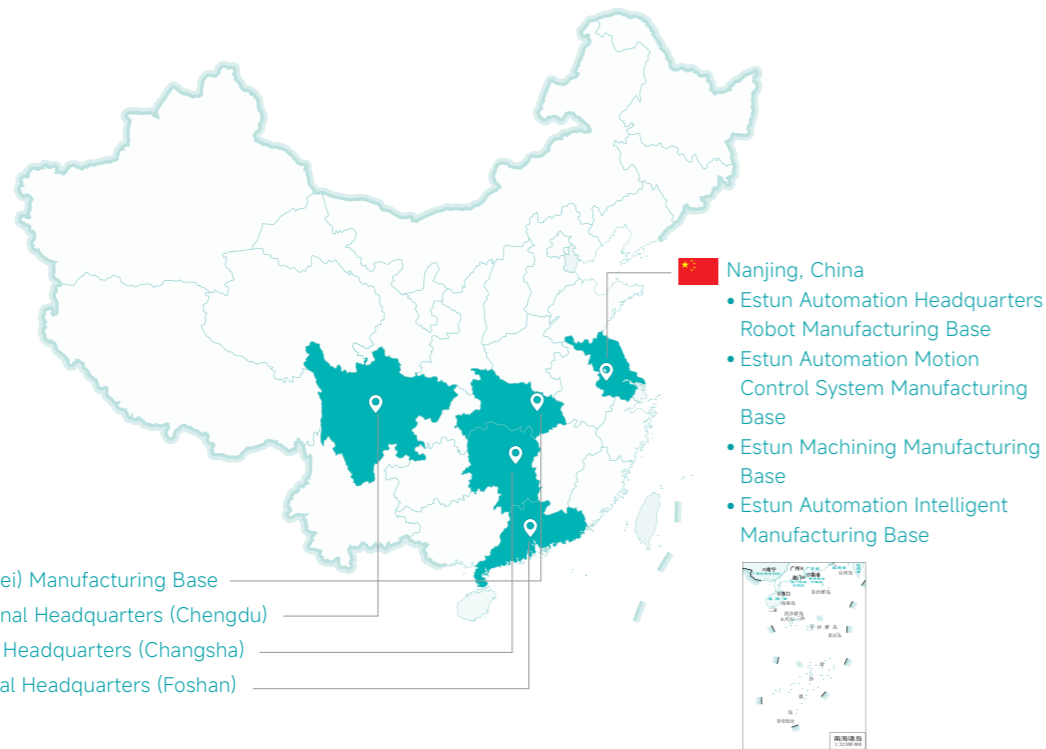 Nanjing, China
• Estun Automation Headquarters
Robot Manufacturing Base
• Estun Automation Motion
Control System Manufacturing
Base
• Estun Machining Manufacturing
Base
• Estun Automation Intelligent
Manufacturing Base
ei) Manufacturing Base
nal Headquarters (Chengdu)
Headquarters (Changsha)
al Headquarters (Foshan)
南海诸岛